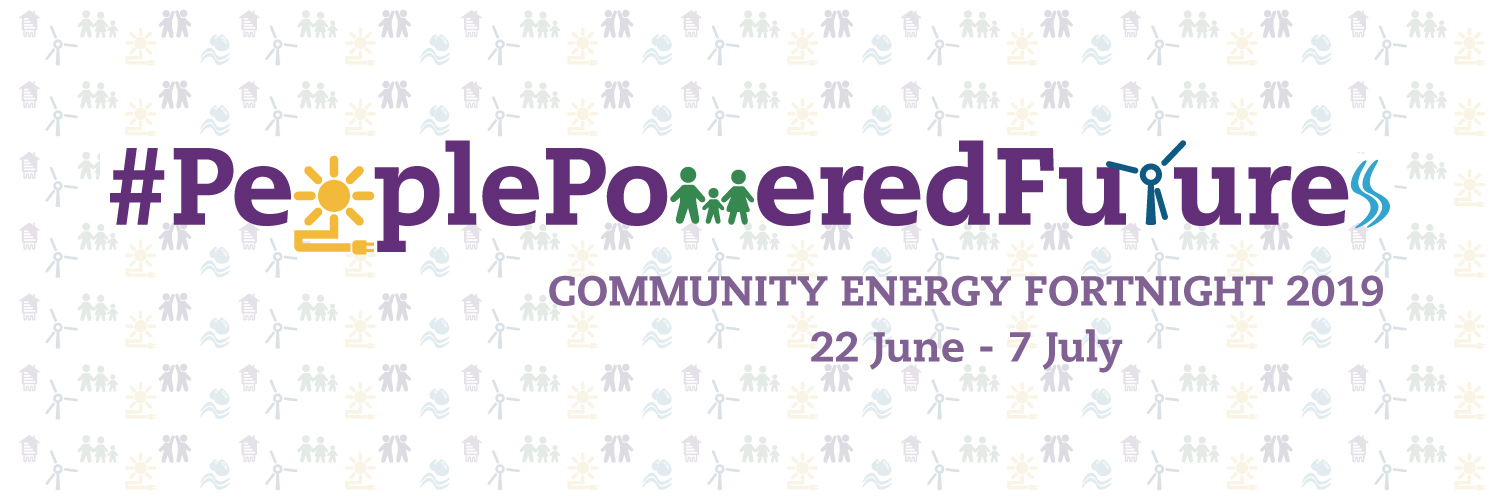 #PeoplePoweredFutures
COMMUNITY ENERGY FORTNIGHT 2019
22 June - 7 July